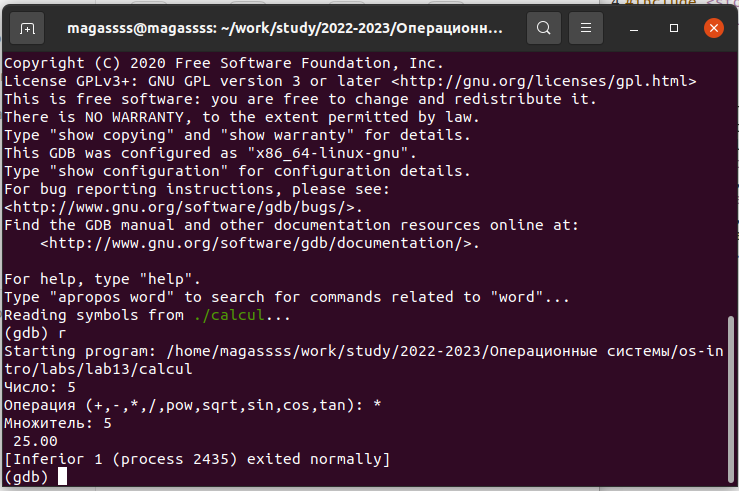 magassss@magassss: ~/work/study/2022-2023/Операционн...
Copyright (C) 2020 Free Software Foundation, Inc.
License GPLv3+: GNU GPL version 3 or later <http://gnu.org/licenses/gpl.html>
This is free software: you are free to change and redistribute it.
There is NO WARRANTY, to the extent permitted by law.
Type "show copying" and "show warranty" for details.
This GDB was configured as "x86_64-linux-gnu".
Type "show configuration" for configuration details.
For bug reporting instructions, please see:
<http://www.gnu.org/software/gdb/bugs/>.
Find the GDB manual and other documentation resources online at:
    <http://www.gnu.org/software/gdb/documentation/>.
For help, type "help".
Type "apropos word" to search for commands related to "word"...
Reading symbols from ./calcul...
(gdb) r
Starting program: /home/magassss/work/study/2022-2023/Операционные системы/os-in
tro/labs/lab13/calcul
Число: 5
Операция (+,-,*,/,pow,sqrt,sin,cos,tan): *
Множитель: 5
 25.00
[Inferior 1 (process 2435) exited normally]
(gdb)